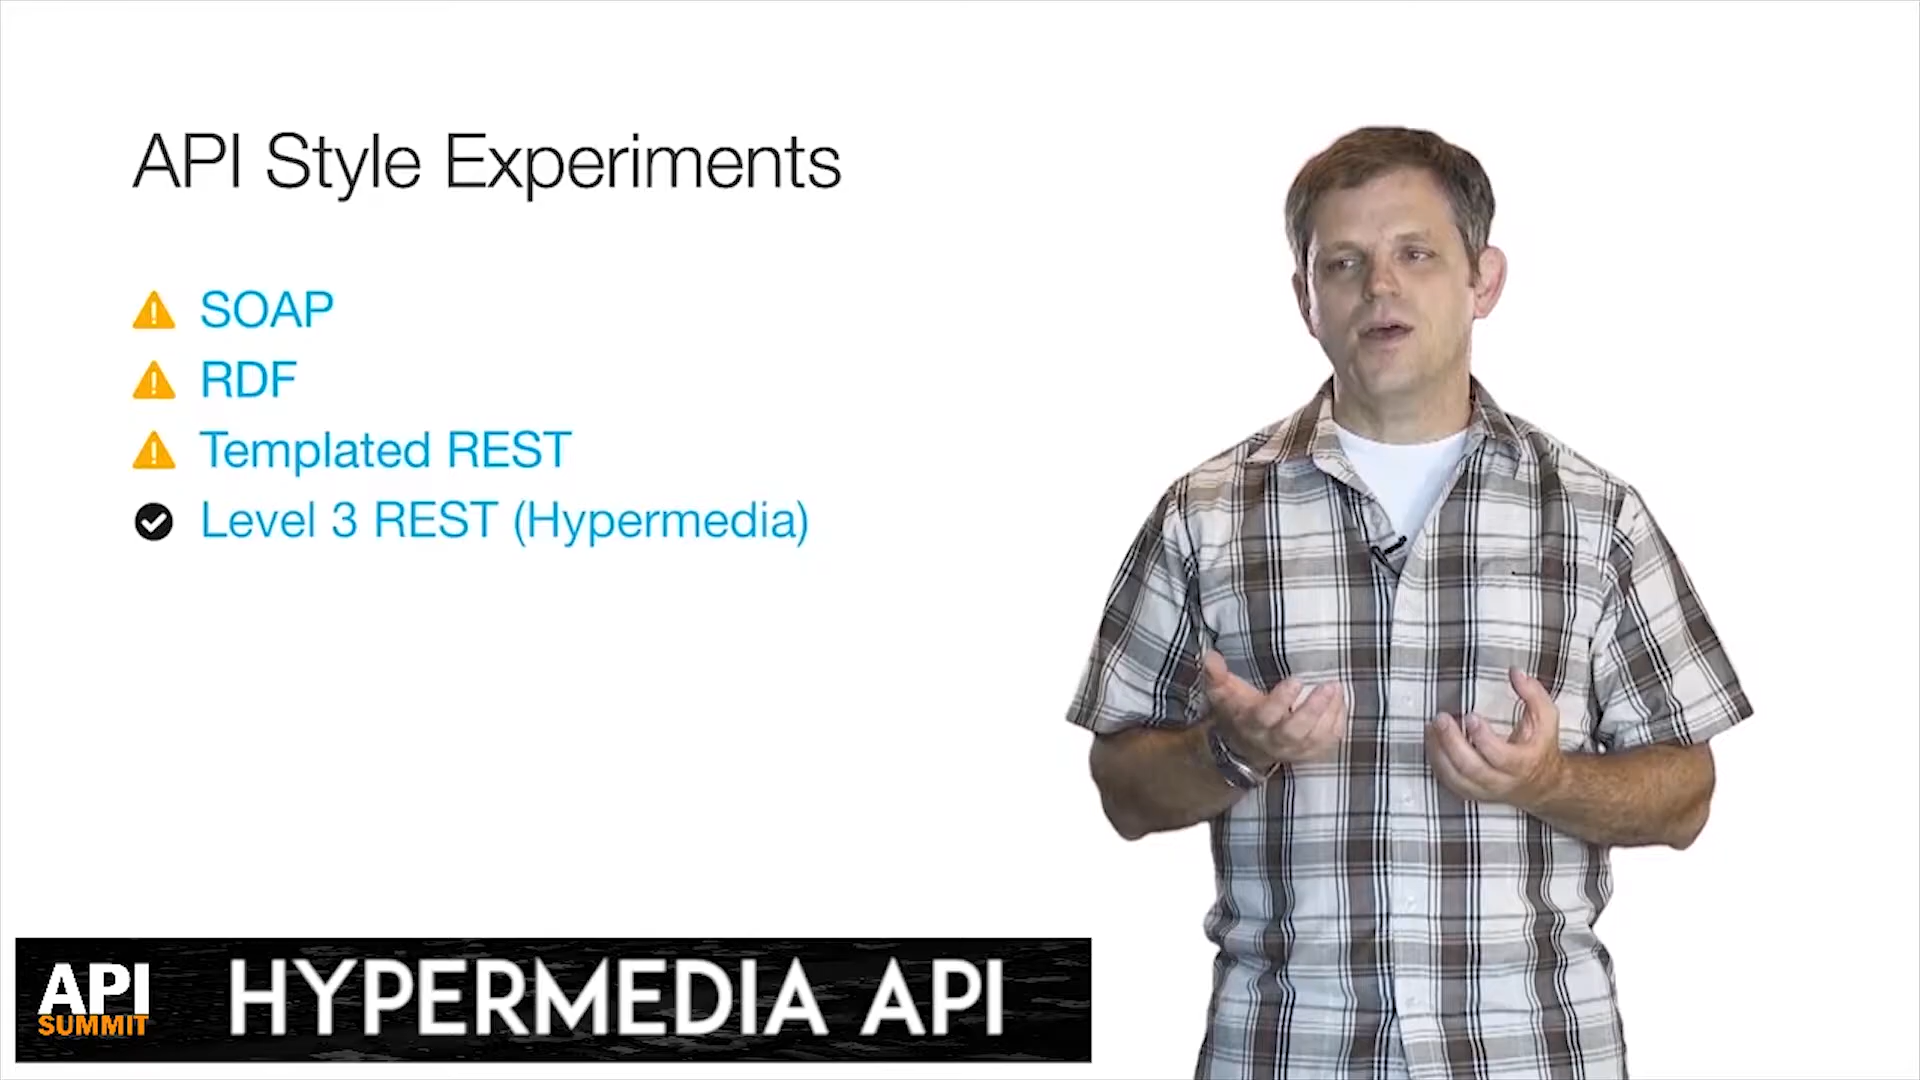 API Style Experiments
SOAP
RDF
Templated REST
Level 3 REST (Hypermedia)
API
SUMMIT
HYPERMEDIA API